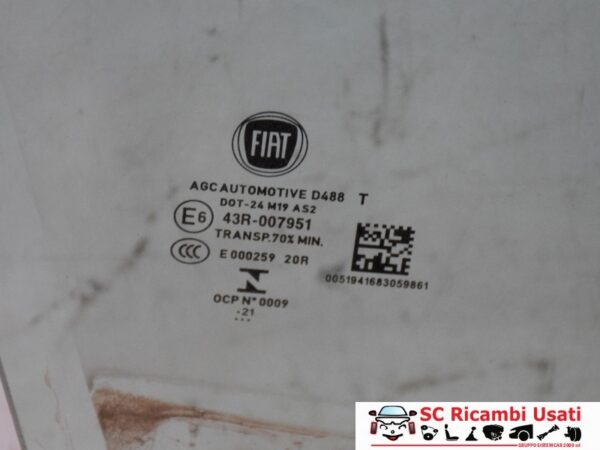 FIAT
AGC AUTOMOTIVE D488 T
DOT-24 M19 AS2
E6 43R-007951
TRANSP.70% MIN.
CCC E 000259 20R
0051941683059861
OCP N° 0009
.21
...
SC Ricambi Usati